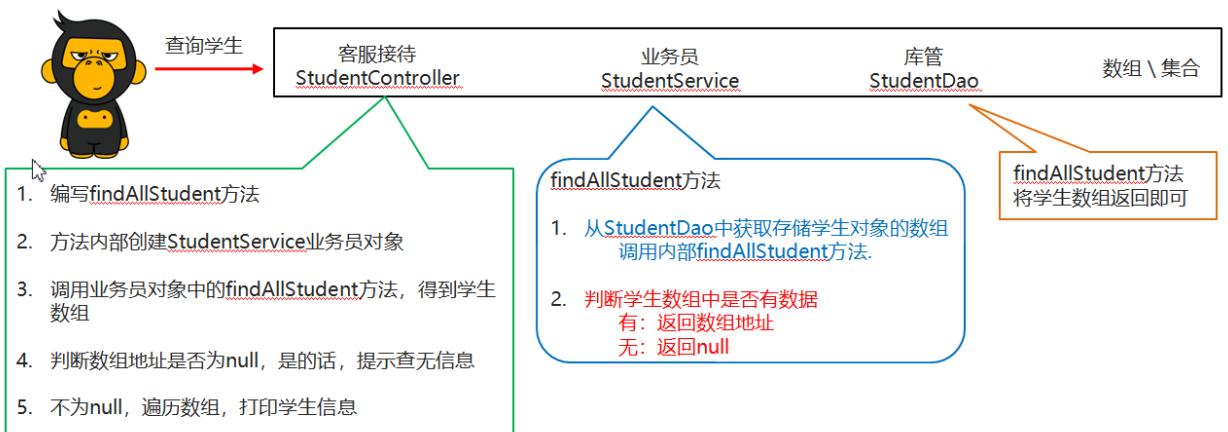 查询学生
客服接待
StudentController
业务员
StudentService
库管
StudentDao
数组 \ 集合
1. 编写findAllStudent方法
2. 方法内部创建StudentService业务员对象
3. 调用业务员对象中的findAllStudent方法，得到学生
数组
4. 判断数组地址是否为null，是的话，提示查无信息
5. 不为null，遍历数组，打印学生信息
findAllStudent方法
1. 从StudentDao中获取存储学生对象的数组
调用内部findAllStudent方法.
2. 判断学生数组中是否有数据
有：返回数组地址
无：返回null
findAllStudent方法
将学生数组返回即可